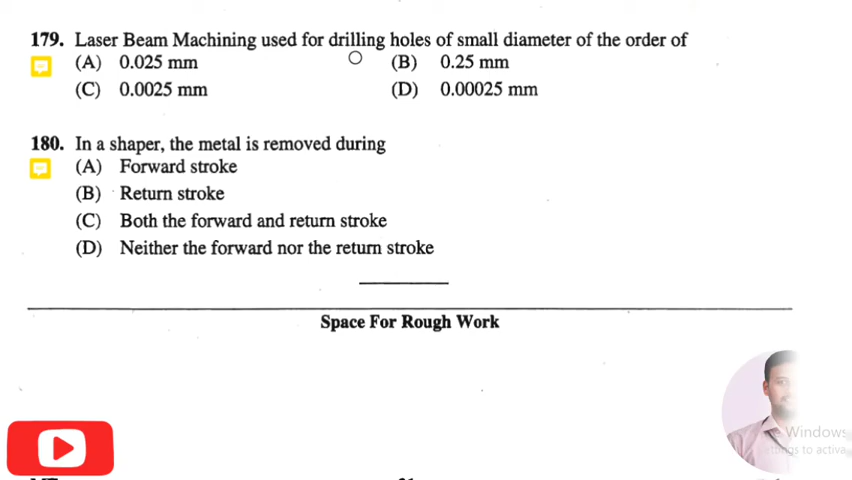 179. Laser Beam Machining used for drilling holes of small diameter of the order of
(A) 0.025 mm (B) 0.25 mm
(C) 0.0025 mm (D) 0.00025 mm
180. In a shaper, the metal is removed during
(A) Forward stroke
(B) Return stroke
(C) Both the forward and return stroke
(D) Neither the forward nor the return stroke
Space For Rough Work
Windows